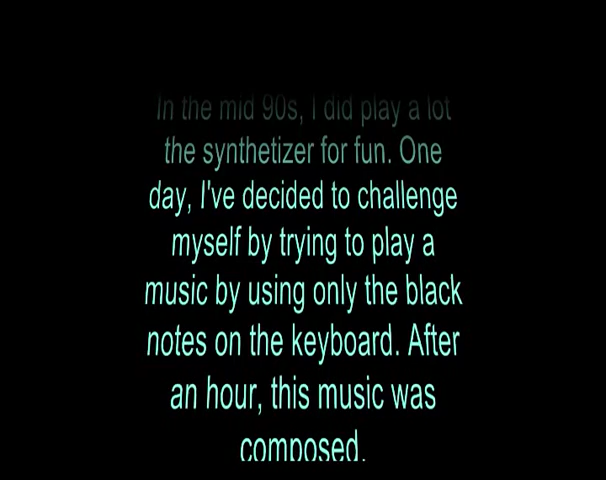 In the mid 90s, I did play a lot
the synthetizer for fun. One
day, I've decided to challenge
myself by trying to play a
music by using only the black
notes on the keyboard. After
an hour, this music was
composed.